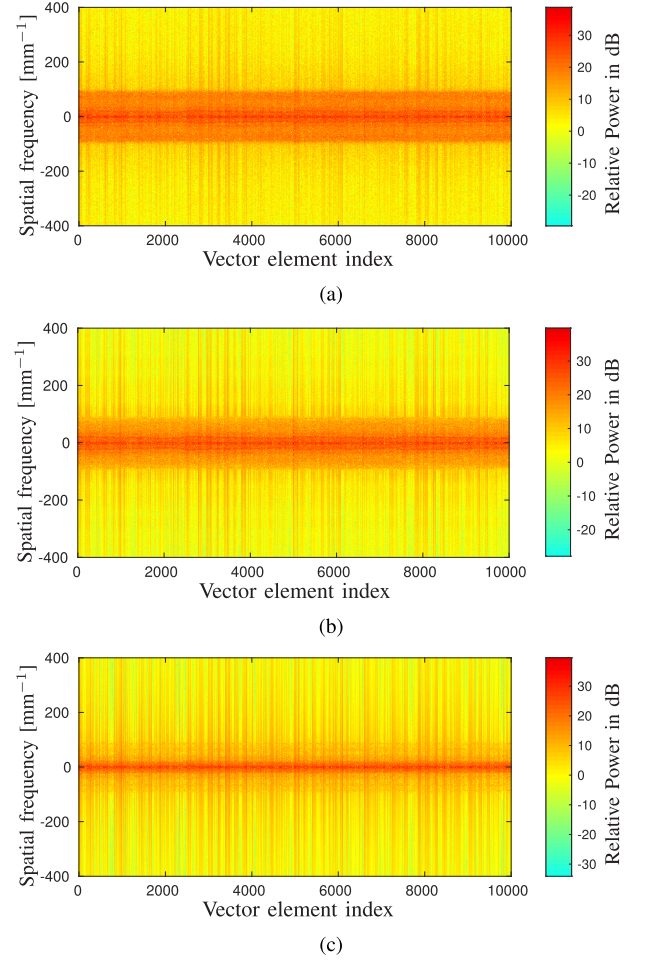 400
200
0
-200
-400
Spatial frequency [mm−1]
0 2000 4000 6000 8000 10000
Vector element index
30
20
10
0
-10
-20
Relative Power in dB
(a)
400
200
0
-200
-400
Spatial frequency [mm−1]
0 2000 4000 6000 8000 10000
Vector element index
30
20
10
0
-10
-20
Relative Power in dB
(b)
400
200
0
-200
-400
Spatial frequency [mm−1]
0 2000 4000 6000 8000 10000
Vector element index
30
20
10
0
-10
-20
-30
Relative Power in dB
(c)